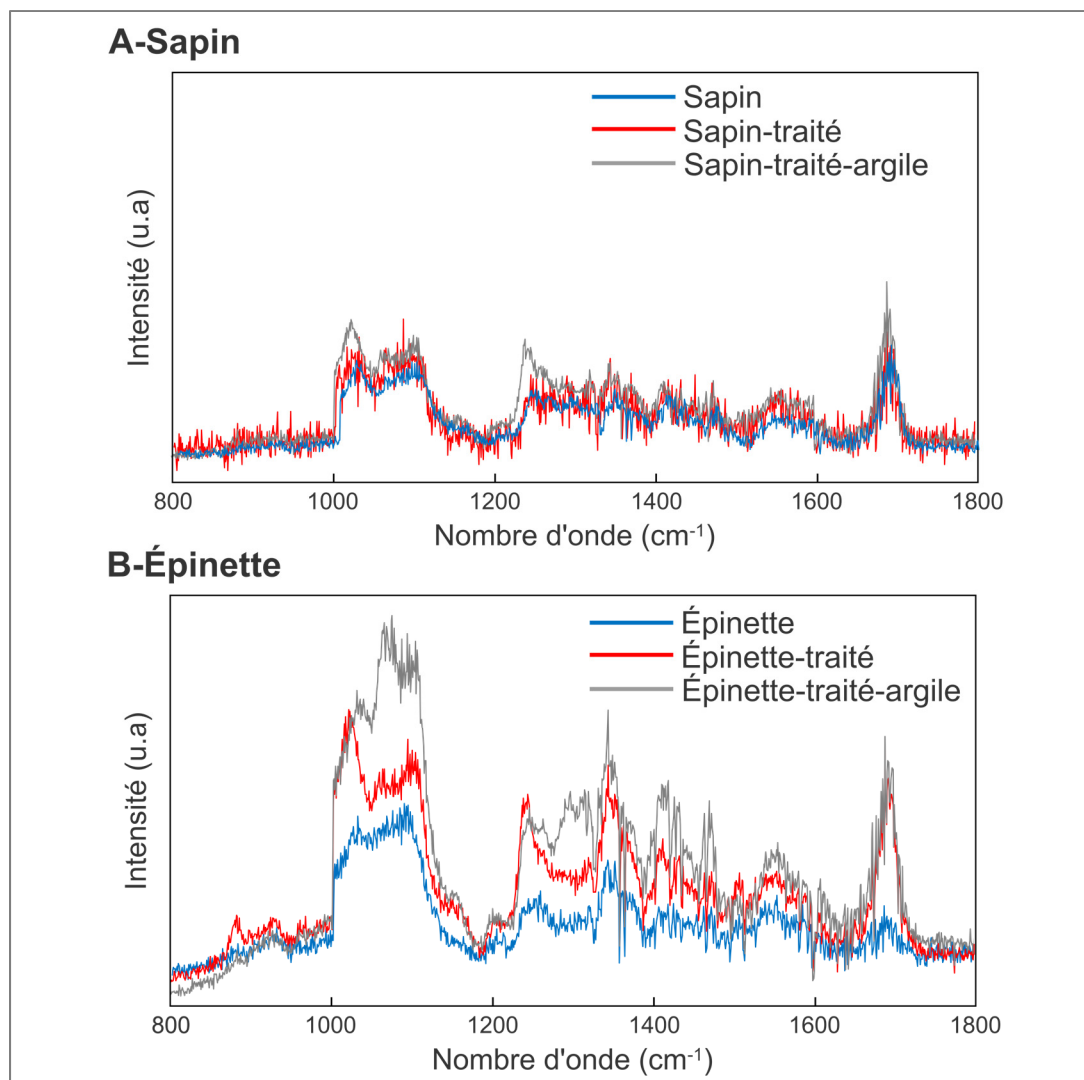 A-Sapin
Sapin
Sapin-traité
Sapin-traité-argile
Intensité (u.a)
800 1000 1200 1400 1600 1800
Nombre d'onde (cm⁻¹)
B-Épinette
Épinette
Épinette-traité
Épinette-traité-argile
Intensité (u.a)
800 1000 1200 1400 1600 1800
Nombre d'onde (cm⁻¹)